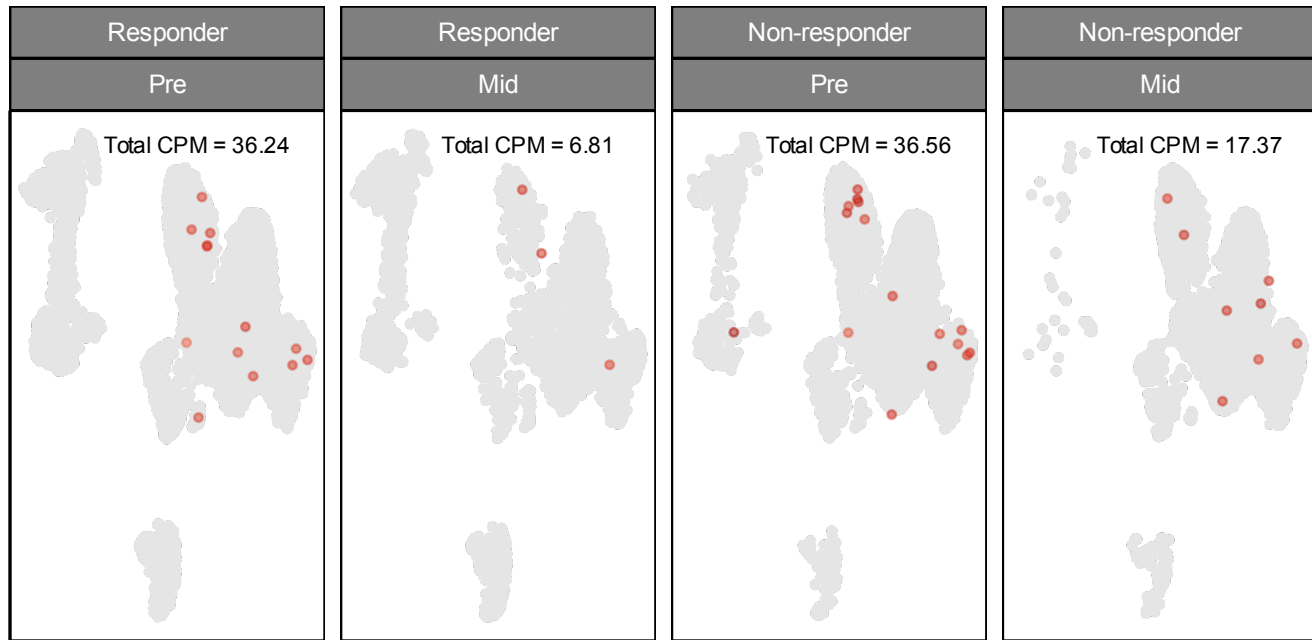 Responder
Responder
Non-responder
Non-responder
Pre
Mid
Pre
Mid
Total CPM = 36.24
Total CPM = 6.81
Total CPM = 36.56
Total CPM = 17.37